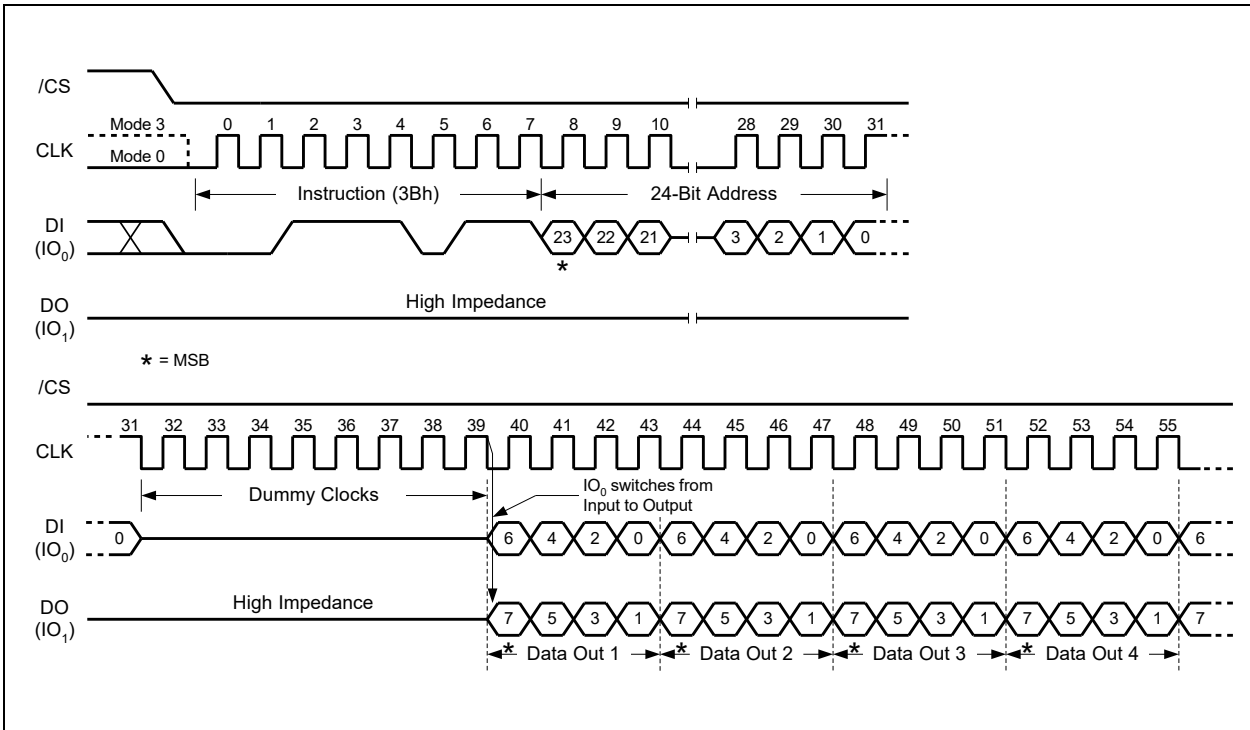 /CS
Mode 3
0 1 2 3 4 5 6 7 8 9 10 28 29 30 31
CLK
Mode 0
Instruction (3Bh) 24-Bit Address
DI
(IO0)
23 22 21 3 2 1 0
*
High Impedance
DO
(IO1)
* = MSB
/CS
31 32 33 34 35 36 37 38 39 40 41 42 43 44 45 46 47 48 49 50 51 52 53 54 55
CLK
Dummy Clocks
IO0 switches from
Input to Output
DI
(IO0)
0 6 4 2 0 6 4 2 0 6 4 2 0 6 4 2 0 6
High Impedance
DO
(IO1)
7 5 3 1 7 5 3 1 7 5 3 1 7 5 3 1 7
* Data Out 1 * Data Out 2 * Data Out 3 * Data Out 4